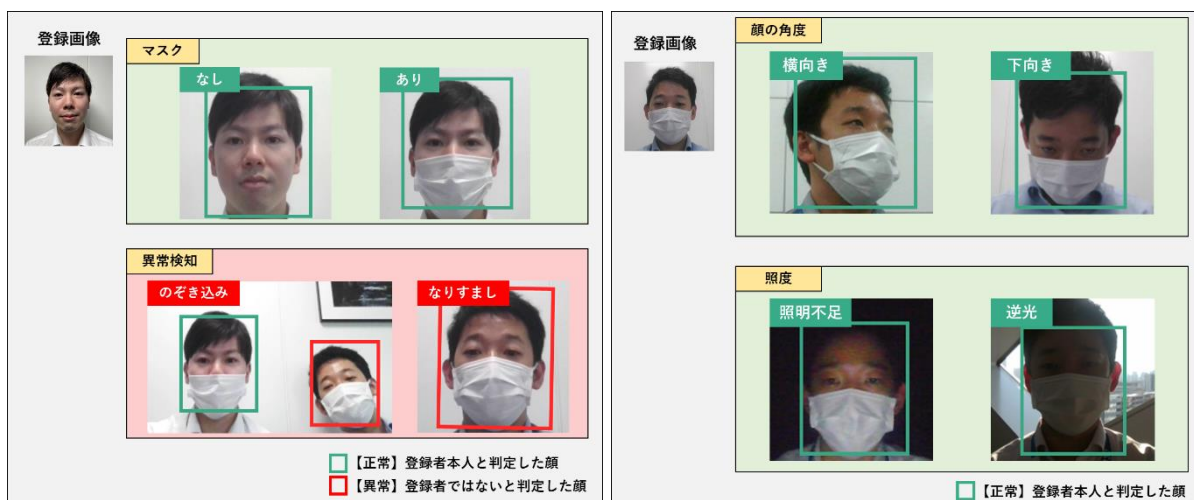 登録画像
マスク
なし
あり
異常検知
のぞき込み
なりすまし
【正常】登録者本人と判定した顔
【異常】登録者ではないと判定した顔
登録画像
顔の角度
横向き
下向き
照度
照明不足
逆光
【正常】登録者本人と判定した顔